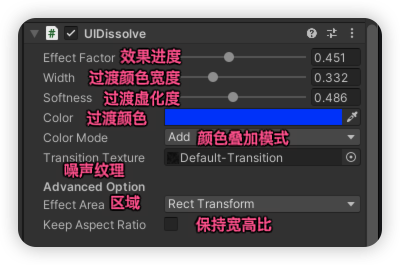 UIDissolve
Effect Factor 效果进度 0.451
Width 过渡颜色宽度 0.332
Softness 过渡虚化度 0.486
Color 过渡颜色
Color Mode Add 颜色叠加模式
Transition Texture Default-Transition
噪声纹理
Advanced Option
Effect Area 区域 Rect Transform
Keep Aspect Ratio 保持宽高比